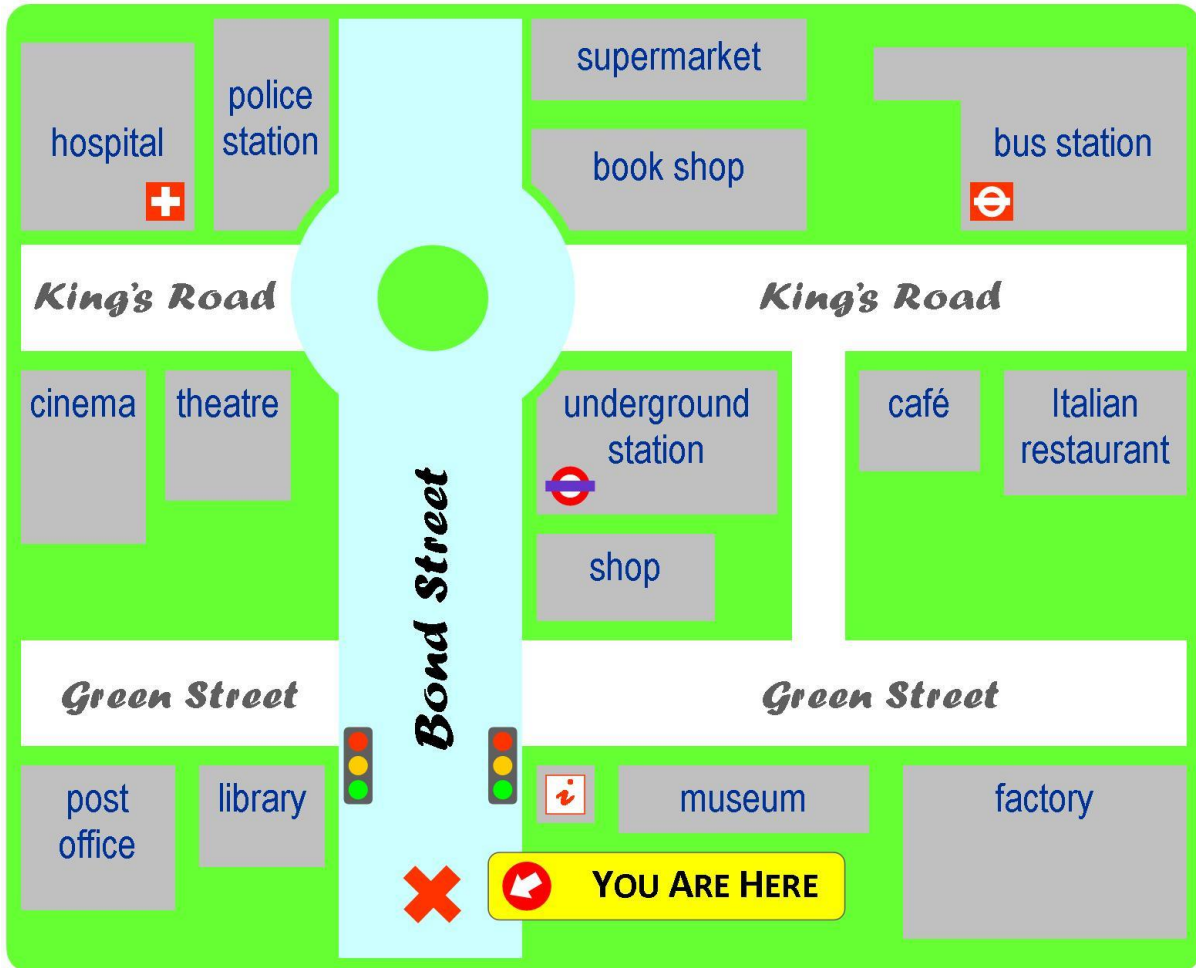 supermarket
police
station
hospital
book shop
bus station
King's Road
King's Road
cinema
theatre
underground
station
café
Italian
restaurant
Bond Street
shop
Green Street
Green Street
post
office
library
i
museum
factory
YOU ARE HERE